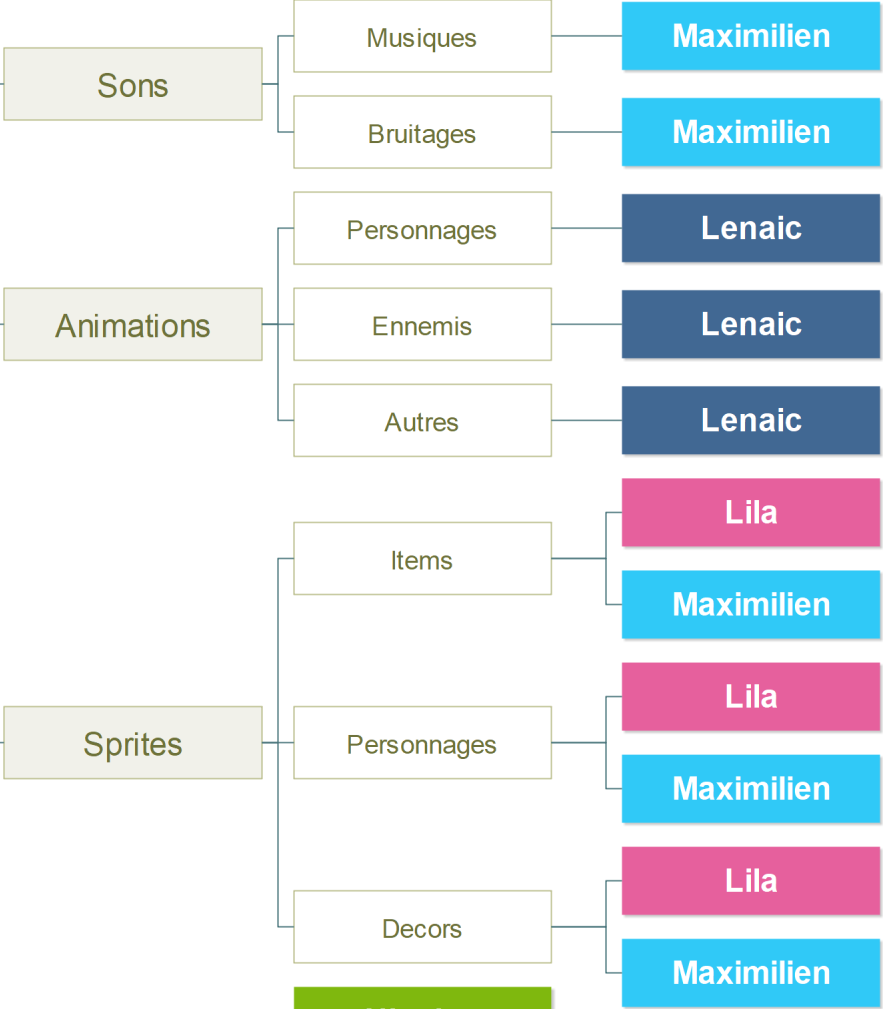 Musiques
Maximilien
Sons
Bruitages
Maximilien
Personnages
Lenaic
Animations
Ennemis
Lenaic
Autres
Lenaic
Lila
Items
Maximilien
Lila
Sprites
Personnages
Maximilien
Lila
Decors
Maximilien